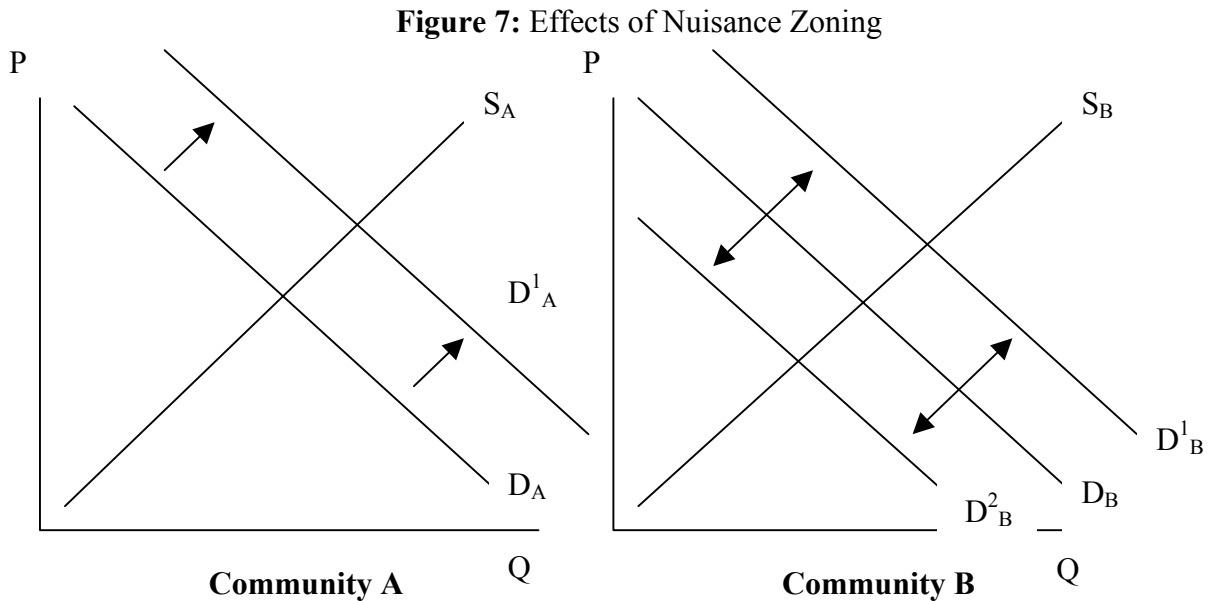 Figure 7: Effects of Nuisance Zoning
P
S_A
D^1_A
D_A
Q
Community A
P
S_B
D^1_B
D_B
D^2_B
Q
Community B